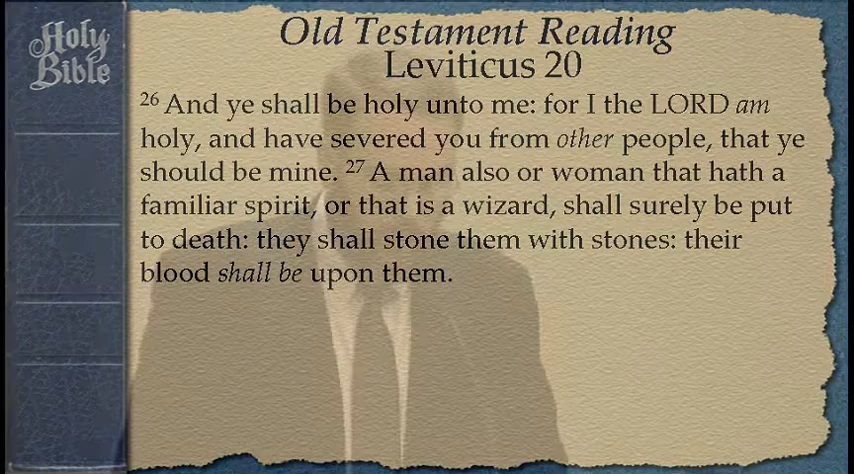 Holy
Bible
Old Testament Reading
Leviticus 20
26 And ye shall be holy unto me: for I the LORD am
holy, and have severed you from other people, that ye
should be mine. 27 A man also or woman that hath a
familiar spirit, or that is a wizard, shall surely be put
to death: they shall stone them with stones: their
blood shall be upon them.